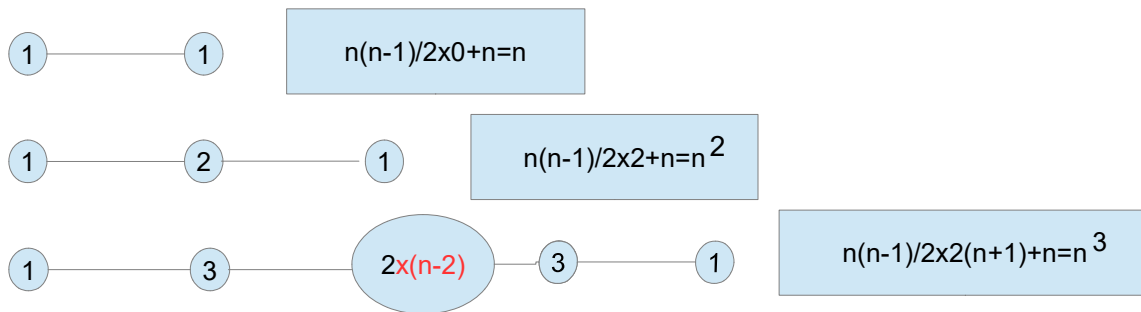 1 1 n(n-1)/2x0+n=n
1 2 1 n(n-1)/2x2+n=n²
1 3 2x(n-2) 3 1 n(n-1)/2x2(n+1)+n=n³